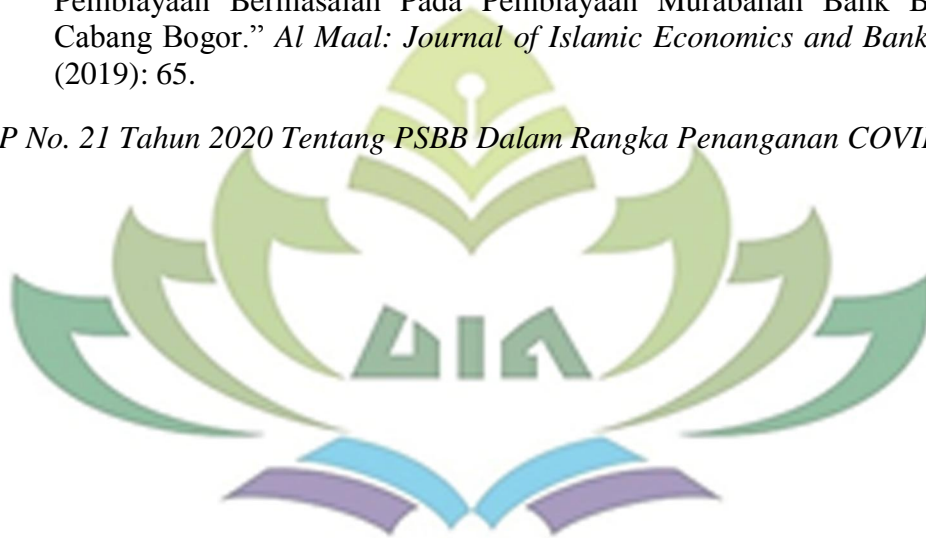 Pembiayaan Bermasalah Pada Pembiayaan Murabahah Bank B
Cabang Bogor.” Al Maal: Journal of Islamic Economics and Bank
(2019): 65.
P No. 21 Tahun 2020 Tentang PSBB Dalam Rangka Penanganan COVI
UIN